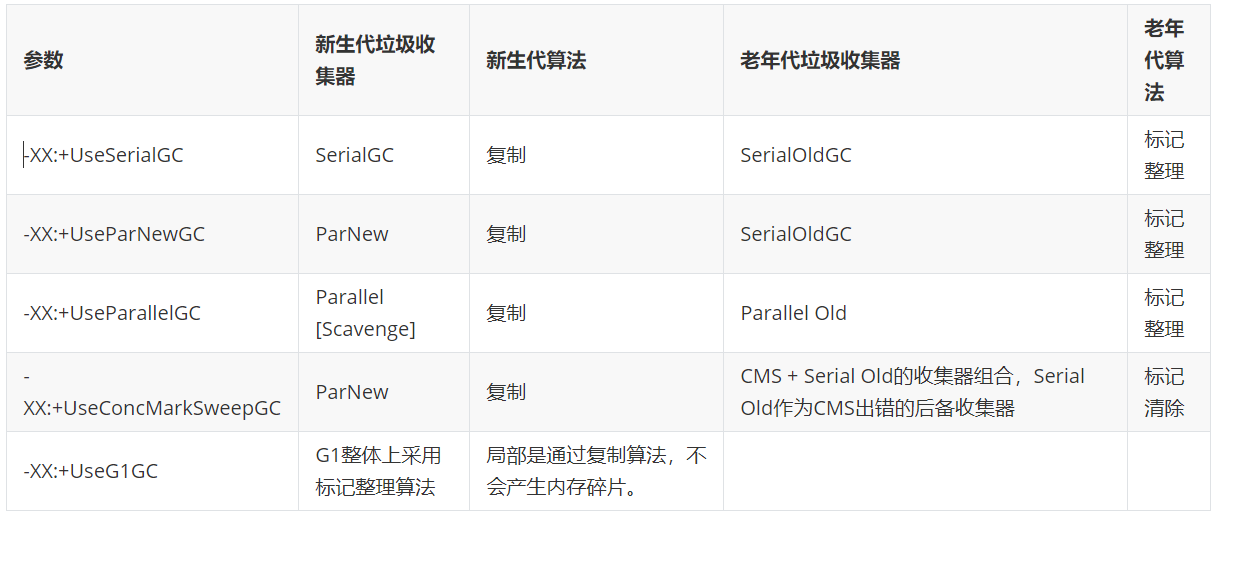 参数
新生代垃圾收
集器
新生代算法
老年代垃圾收集器
老年
代算
法
-XX:+UseSerialGC
SerialGC
复制
SerialOldGC
标记
整理
-XX:+UseParNewGC
ParNew
复制
SerialOldGC
标记
整理
-XX:+UseParallelGC
Parallel
[Scavenge]
复制
Parallel Old
标记
整理
-
XX:+UseConcMarkSweepGC
ParNew
复制
CMS + Serial Old的收集器组合，Serial
Old作为CMS出错的后备收集器
标记
清除
-XX:+UseG1GC
G1整体上采用
标记整理算法
局部是通过复制算法，不
会产生内存碎片。